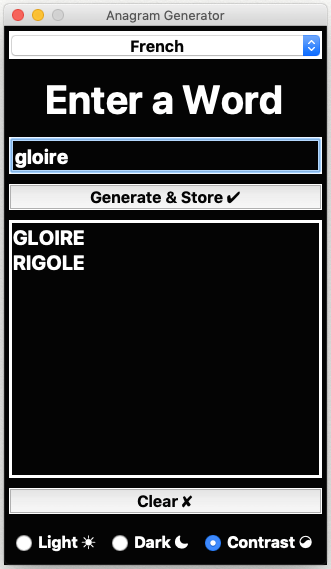 Anagram Generator
French
Enter a Word
gloire
Generate & Store ✔
GLOIRE
RIGOLE
Clear ✘
Light ☀ Dark ☾ Contrast ◒